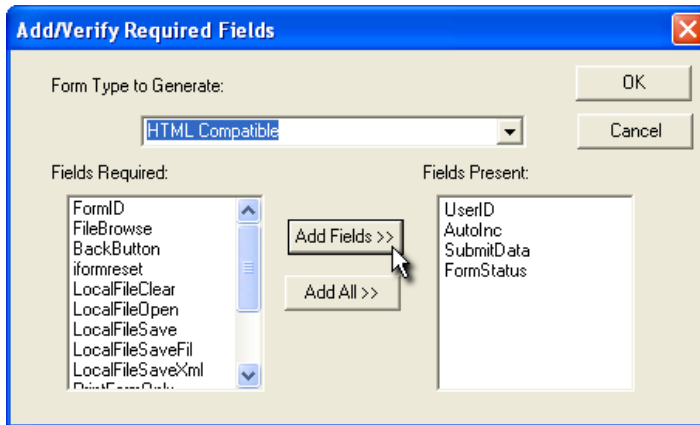 Add/Verify Required Fields
Form Type to Generate:
OK
HTML Compatible
Cancel
Fields Required:
Fields Present:
FormID
FileBrowse
BackButton
iformreset
LocalFileClear
LocalFileOpen
LocalFileSave
LocalFileSaveFil
LocalFileSaveXml
PrintFormOnly
Add Fields >>
Add All >>
UserID
AutoInc
SubmitData
FormStatus